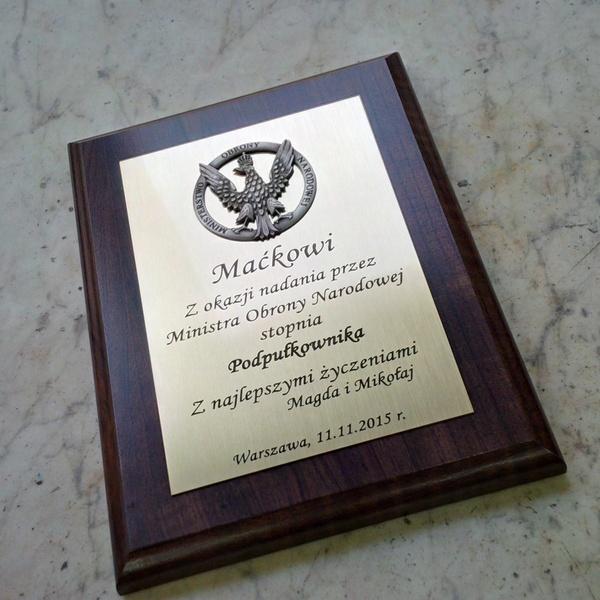 MINISTERSTWO OBRONY NARODOWEJ
Maćkowi
Z okazji nadania przez
Ministra Obrony Narodowej
stopnia
Podpułkownika
Z najlepszymi życzeniami
Magda i Mikołaj
Warszawa, 11.11.2015 r.